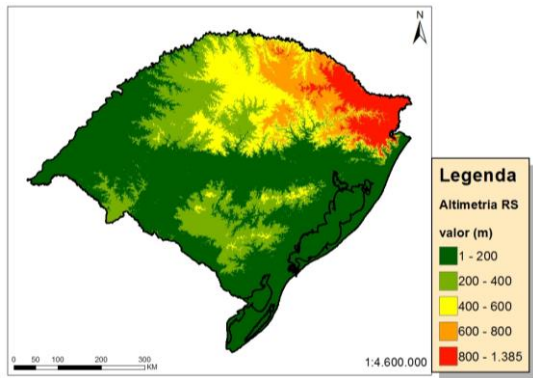 N
Legenda
Altimetria RS
valor (m)
1 - 200
200 - 400
400 - 600
600 - 800
800 - 1.385
0 50 100 200 300
KM
1:4.600.000